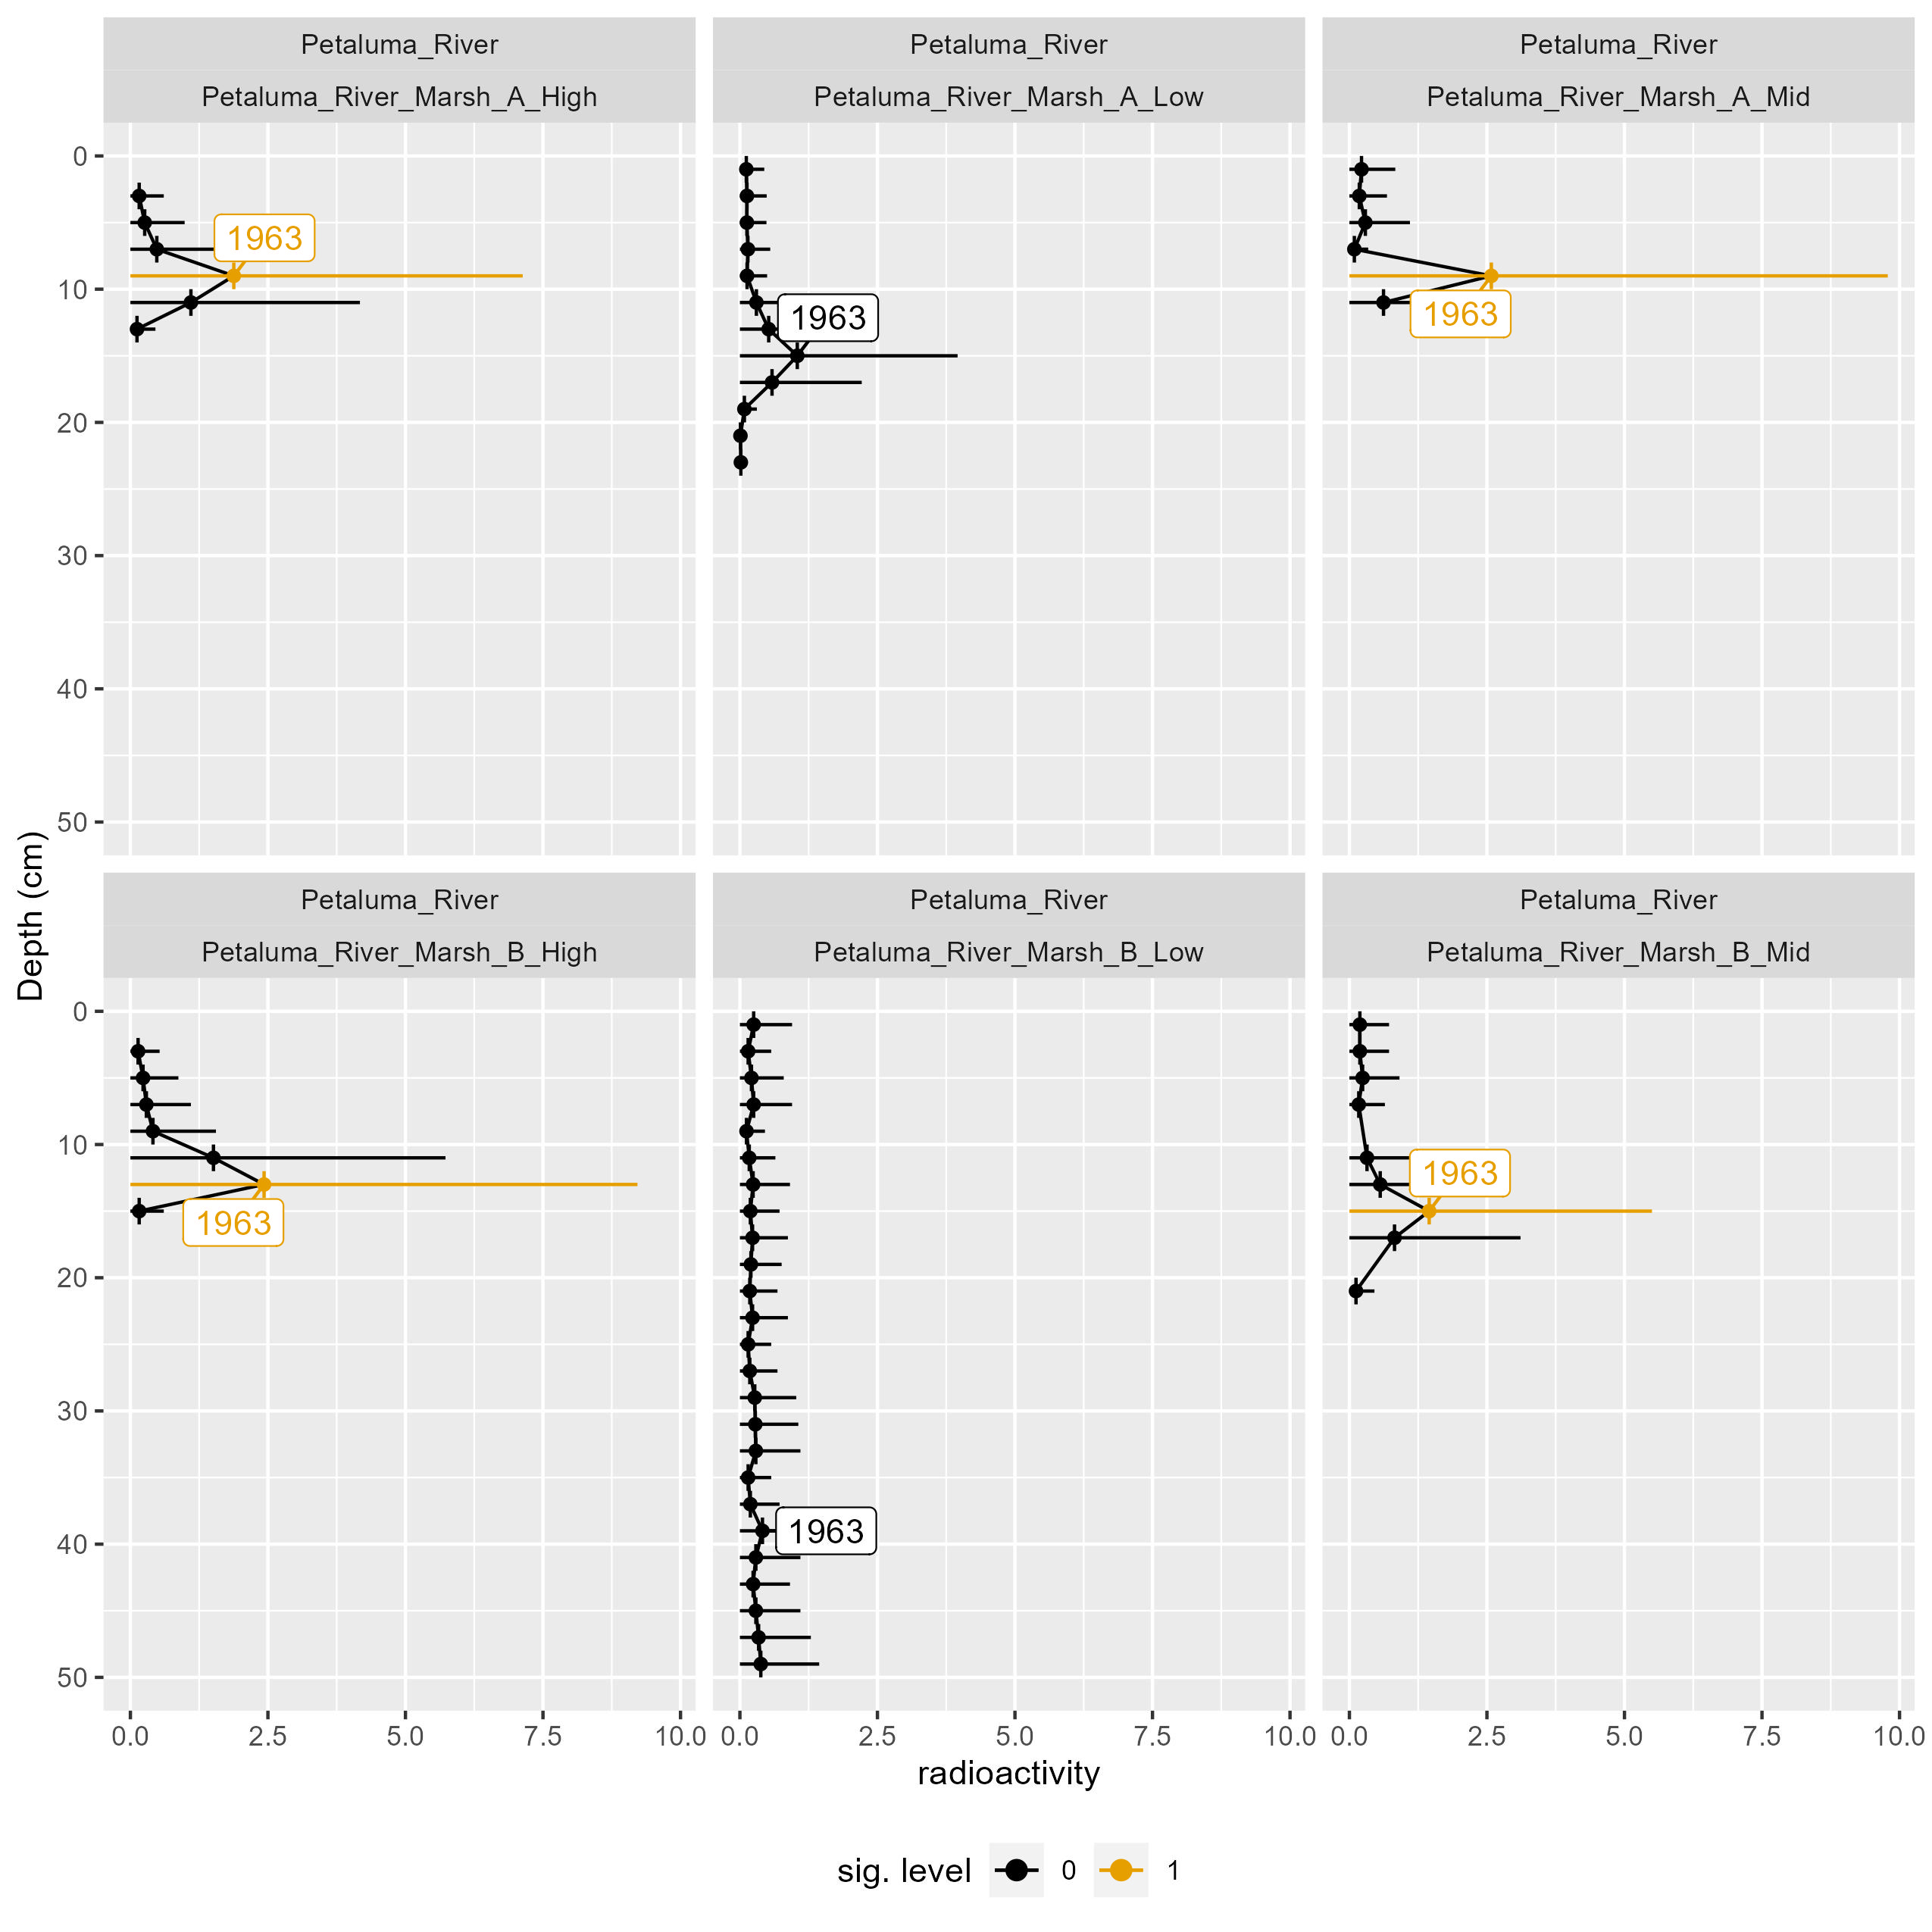 Petaluma_River Petaluma_River Petaluma_River
Petaluma_River_Marsh_A_High Petaluma_River_Marsh_A_Low Petaluma_River_Marsh_A_Mid
0
1963
10
1963
1963
20
30
40
50
Depth (cm)
Petaluma_River Petaluma_River Petaluma_River
Petaluma_River_Marsh_B_High Petaluma_River_Marsh_B_Low Petaluma_River_Marsh_B_Mid
0
10
1963
1963
20
30
1963
40
50
0.0 2.5 5.0 7.5 10.0 0.0 2.5 5.0 7.5 10.0 0.0 2.5 5.0 7.5 10.0
radioactivity
sig. level 0 1